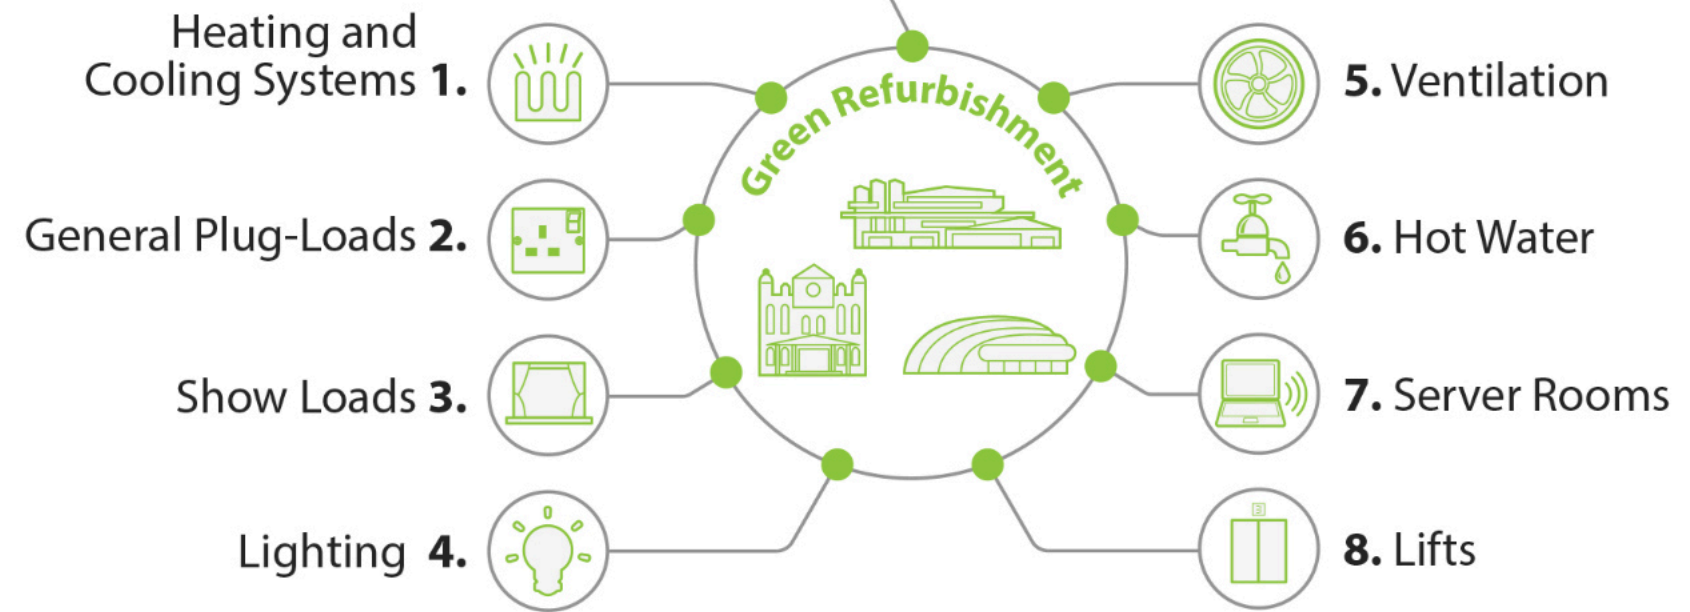 Heating and
Cooling Systems 1.
General Plug-Loads 2.
Show Loads 3.
Lighting 4.
Green Refurbishment
5. Ventilation
6. Hot Water
7. Server Rooms
3
8. Lifts